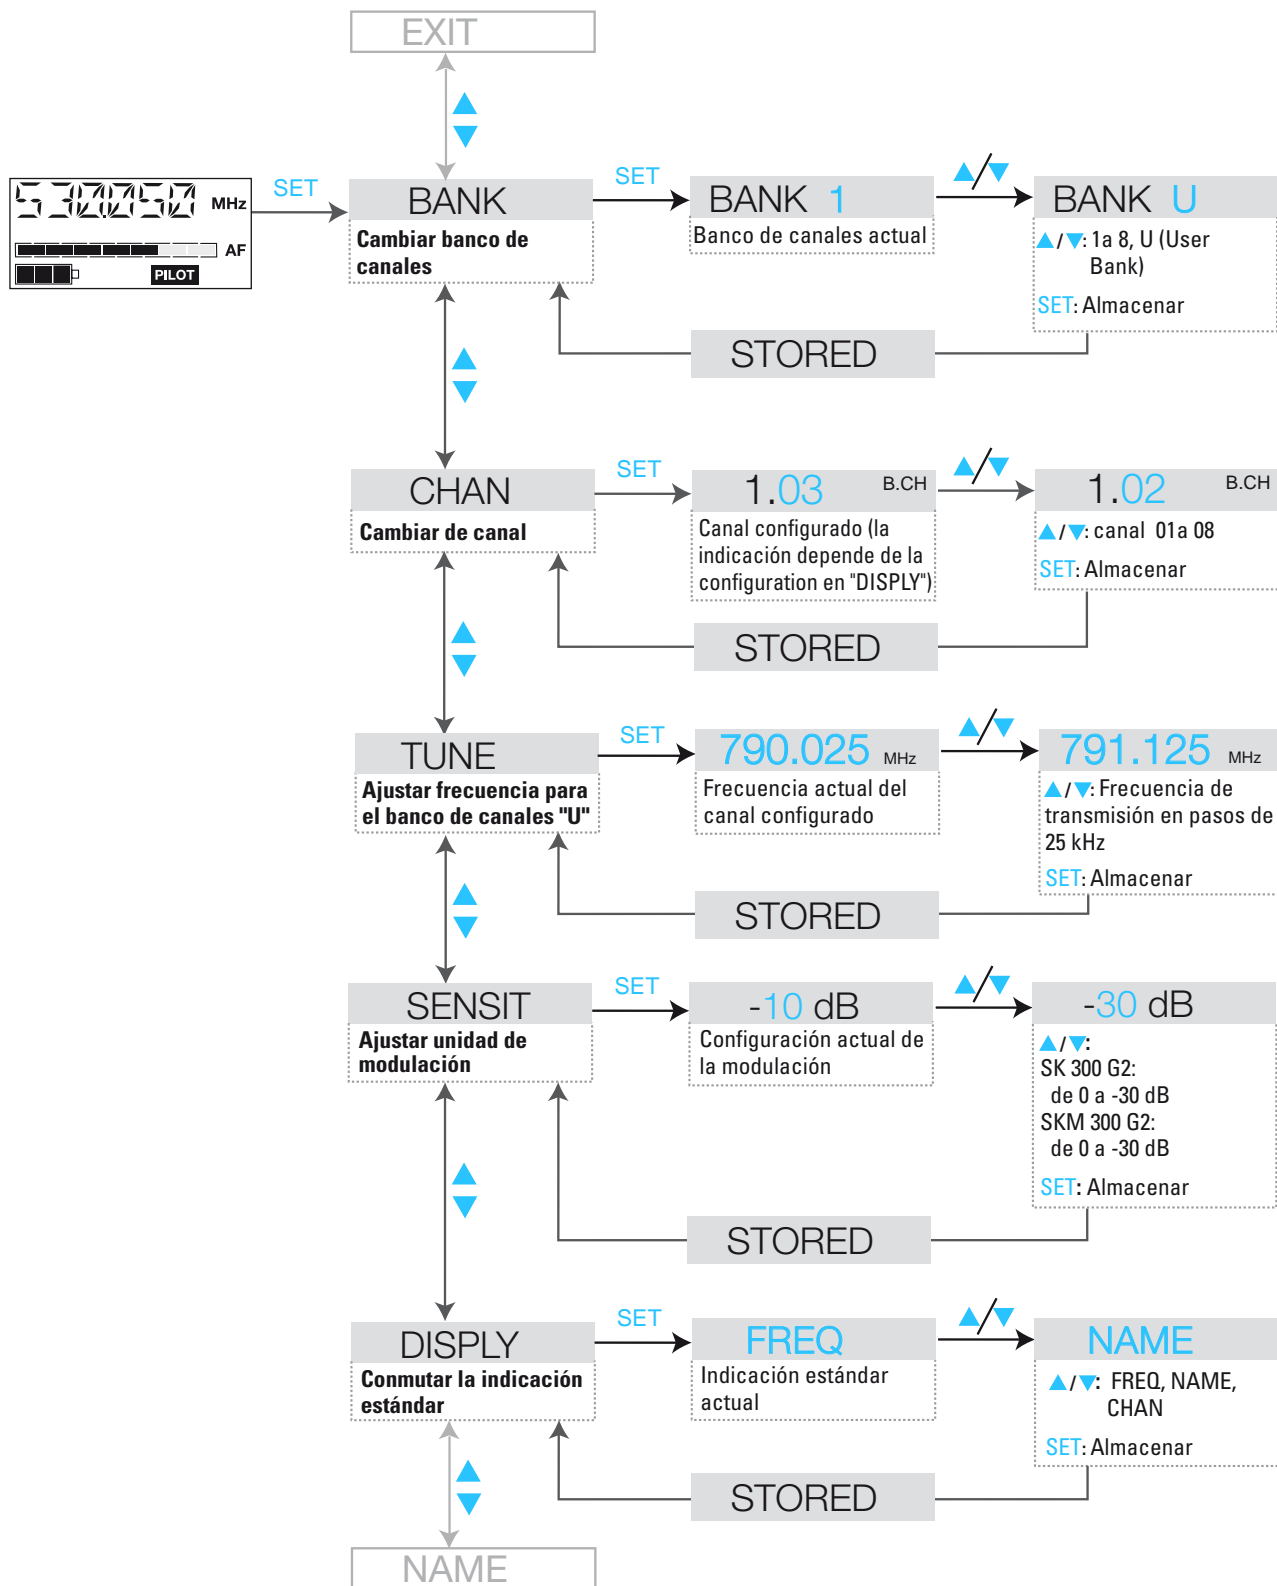 EXIT
530.050 MHz
AF
PILOT
SET
BANK
Cambiar banco de
canales
SET
BANK 1
Banco de canales actual
▲/▼
BANK U
▲/▼: 1a 8, U (User
Bank)
SET: Almacenar
STORED
CHAN
Cambiar de canal
SET
1.03 B.CH
Canal configurado (la
indicación depende de la
configuration en "DISPLY")
▲/▼
1.02 B.CH
▲/▼: canal 01a 08
SET: Almacenar
STORED
TUNE
Ajustar frecuencia para
el banco de canales "U"
SET
790.025 MHz
Frecuencia actual del
canal configurado
▲/▼
791.125 MHz
▲/▼: Frecuencia de
transmisión en pasos de
25 kHz
SET: Almacenar
STORED
SENSIT
Ajustar unidad de
modulación
SET
-10 dB
Configuración actual de
la modulación
▲/▼
-30 dB
▲/▼:
SK 300 G2:
de 0 a -30 dB
SKM 300 G2:
de 0 a -30 dB
SET: Almacenar
STORED
DISPLY
Conmutar la indicación
estándar
SET
FREQ
Indicación estándar
actual
▲/▼
NAME
▲/▼: FREQ, NAME,
CHAN
SET: Almacenar
STORED
NAME